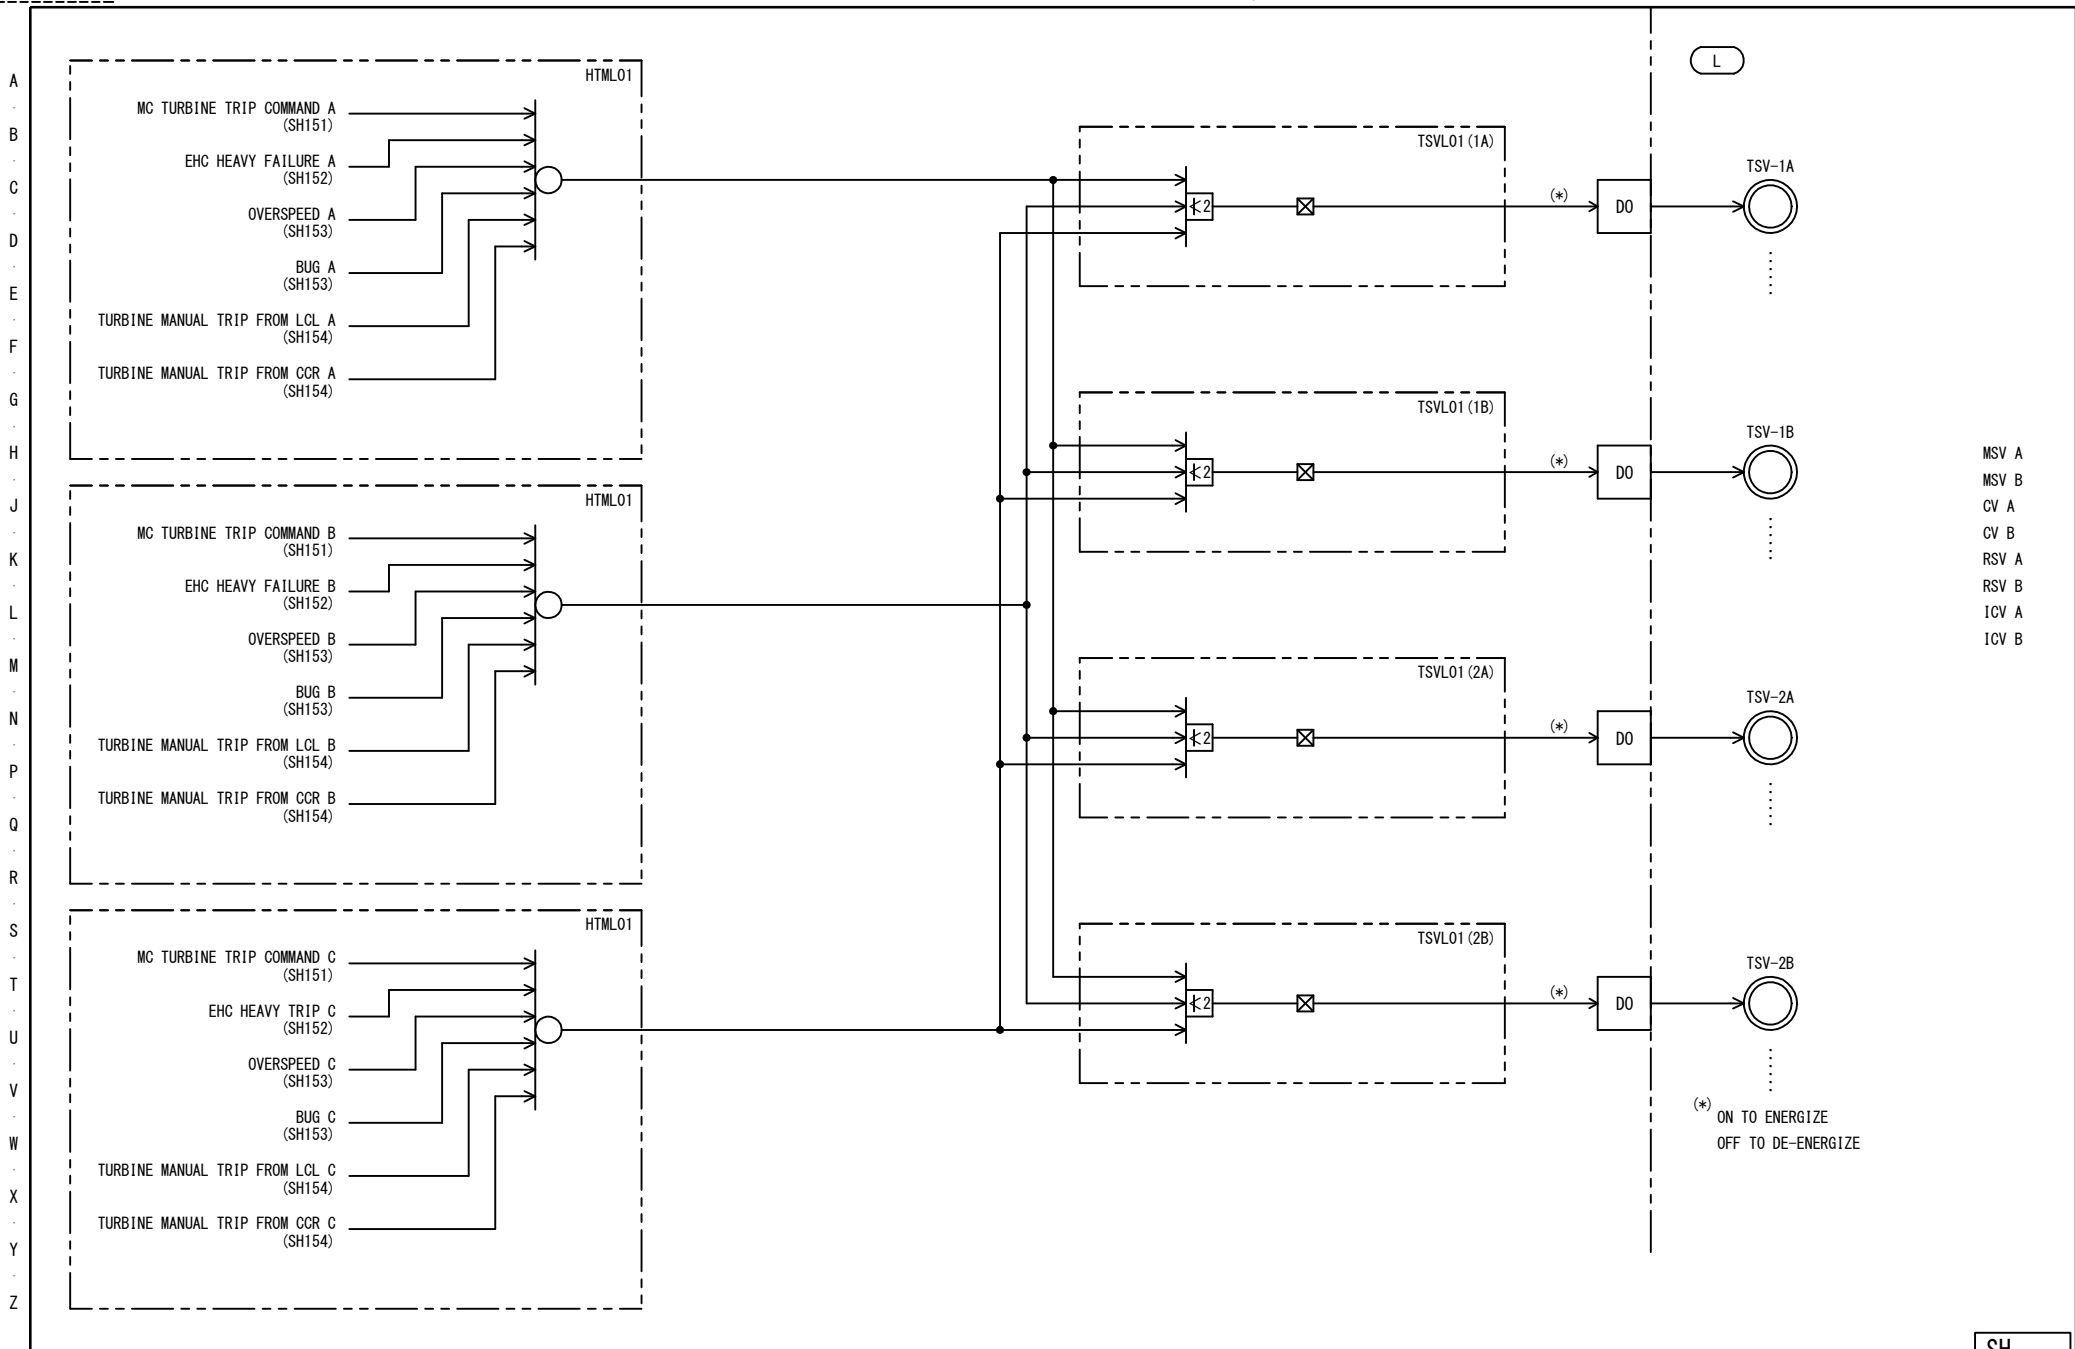 A
B
C
D
E
F
G
H
J
K
L
M
N
P
Q
R
S
T
U
V
W
X
Y
Z
HTML01
MC TURBINE TRIP COMMAND A
(SH151)
EHC HEAVY FAILURE A
(SH152)
OVERSPEED A
(SH153)
BUG A
(SH153)
TURBINE MANUAL TRIP FROM LCL A
(SH154)
TURBINE MANUAL TRIP FROM CCR A
(SH154)
HTML01
MC TURBINE TRIP COMMAND B
(SH151)
EHC HEAVY FAILURE B
(SH152)
OVERSPEED B
(SH153)
BUG B
(SH153)
TURBINE MANUAL TRIP FROM LCL B
(SH154)
TURBINE MANUAL TRIP FROM CCR B
(SH154)
HTML01
MC TURBINE TRIP COMMAND C
(SH151)
EHC HEAVY TRIP C
(SH152)
OVERSPEED C
(SH153)
BUG C
(SH153)
TURBINE MANUAL TRIP FROM LCL C
(SH154)
TURBINE MANUAL TRIP FROM CCR C
(SH154)
TSVL01(1A)
2
(*)
DO
TSV-1A
TSVL01(1B)
2
(*)
DO
TSV-1B
TSVL01(2A)
2
(*)
DO
TSV-2A
TSVL01(2B)
2
(*)
DO
TSV-2B
L
MSV A
MSV B
CV A
CV B
RSV A
RSV B
ICV A
ICV B
(*) ON TO ENERGIZE
OFF TO DE-ENERGIZE
SH